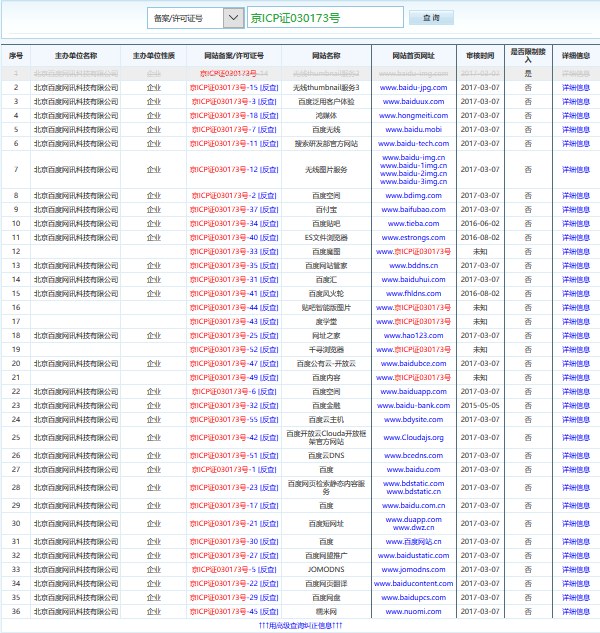 备案/许可证号 京ICP证030173号 查 询
序号 主办单位名称 主办单位性质 网站备案/许可证号 网站名称 网站首页网址 审核时间 是否限制接入 详细信息
1 北京百度网讯科技有限公司 企业 京ICP证030173号-14 无线thumbnail服务2 www.baidu-img.com 2017-03-03 是
2 北京百度网讯科技有限公司 企业 京ICP证030173号-15 [反查] 无线thumbnail服务3 www.baidu-jpg.com 2017-03-07 否 详细信息
3 北京百度网讯科技有限公司 企业 京ICP证030173号-3 [反查] 百度泛用客户体验 www.baiduux.com 2017-03-07 否 详细信息
4 北京百度网讯科技有限公司 企业 京ICP证030173号-18 [反查] 鸿媒体 www.hongmeiti.com 2017-03-07 否 详细信息
5 北京百度网讯科技有限公司 企业 京ICP证030173号-7 [反查] 百度无线 www.baidu.mobi 2017-03-07 否 详细信息
6 北京百度网讯科技有限公司 企业 京ICP证030173号-11 [反查] 搜索研发部官方网站 www.baidu-tech.com 2017-03-07 否 详细信息
7 北京百度网讯科技有限公司 企业 京ICP证030173号-12 [反查] 无线图片服务 www.baidu-img.cn
www.baidu-1img.cn
www.baidu-2img.cn
www.baidu-3img.cn 2017-03-07 否 详细信息
8 北京百度网讯科技有限公司 企业 京ICP证030173号-2 [反查] 百度空间 www.bdimg.com 2017-03-07 否 详细信息
9 北京百度网讯科技有限公司 企业 京ICP证030173号-37 [反查] 百付宝 www.baifubao.com 2017-03-07 否 详细信息
10 北京百度网讯科技有限公司 企业 京ICP证030173号-34 [反查] 百度贴吧 www.tieba.com 2016-06-02 否 详细信息
11 北京百度网讯科技有限公司 企业 京ICP证030173号-40 [反查] ES文件浏览器 www.estrongs.com 2016-08-02 否 详细信息
12 京ICP证030173号-33 [反查] 百度魔图 www.京ICP证030173号 未知 否 详细信息
13 北京百度网讯科技有限公司 企业 京ICP证030173号-35 [反查] 百度网站管家 www.bddns.cn 2017-03-07 否 详细信息
14 北京百度网讯科技有限公司 企业 京ICP证030173号-31 [反查] 百度汇 www.baiduhui.com 2017-03-07 否 详细信息
15 北京百度网讯科技有限公司 企业 京ICP证030173号-41 [反查] 百度风火轮 www.fhldns.com 2016-08-02 否 详细信息
16 京ICP证030173号-44 [反查] 贴吧智能版图片 www.京ICP证030173号 未知 否 详细信息
17 京ICP证030173号-43 [反查] 度学堂 www.京ICP证030173号 未知 否 详细信息
18 北京百度网讯科技有限公司 企业 京ICP证030173号-25 [反查] 网址之家 www.hao123.com 2017-03-07 否 详细信息
19 京ICP证030173号-52 [反查] 千寻浏览器 www.京ICP证030173号 未知 否 详细信息
20 北京百度网讯科技有限公司 企业 京ICP证030173号-47 [反查] 百度公有云-开放云 www.baidubce.com 2017-03-07 否 详细信息
21 京ICP证030173号-49 [反查] 百度内容 www.京ICP证030173号 未知 否 详细信息
22 北京百度网讯科技有限公司 企业 京ICP证030173号-6 [反查] 百度空间 www.baiduapp.com 2017-03-07 否 详细信息
23 北京百度网讯科技有限公司 企业 京ICP证030173号-32 [反查] 百度金融 www.baidu-bank.com 2015-05-05 否 详细信息
24 北京百度网讯科技有限公司 企业 京ICP证030173号-55 [反查] 百度云主机 www.bdysite.com 2017-03-07 否 详细信息
25 北京百度网讯科技有限公司 企业 京ICP证030173号-42 [反查] 百度开放云Clouda开放框架官方网站 www.Cloudajs.org 2017-03-07 否 详细信息
26 北京百度网讯科技有限公司 企业 京ICP证030173号-51 [反查] 百度云DNS www.bcedns.com 2017-03-07 否 详细信息
27 北京百度网讯科技有限公司 企业 京ICP证030173号-1 [反查] 百度 www.baidu.com 2017-03-07 否 详细信息
28 北京百度网讯科技有限公司 企业 京ICP证030173号-23 [反查] 百度网页检索静态内容服务 www.bdstatic.com
www.bdstatic.cn 2017-03-07 否 详细信息
29 北京百度网讯科技有限公司 企业 京ICP证030173号-17 [反查] 百度 www.baidu.com.cn 2017-03-07 否 详细信息
30 北京百度网讯科技有限公司 企业 京ICP证030173号-21 [反查] 百度短网址 www.duapp.com
www.dwz.cn 2017-03-07 否 详细信息
31 北京百度网讯科技有限公司 企业 京ICP证030173号-30 [反查] 百度 www.百度网站.cn 2017-03-07 否 详细信息
32 北京百度网讯科技有限公司 企业 京ICP证030173号-27 [反查] 百度网盟推广 www.baidustatic.com 2017-03-07 否 详细信息
33 北京百度网讯科技有限公司 企业 京ICP证030173号-5 [反查] JOMODNS www.jomodns.com 2017-03-07 否 详细信息
34 北京百度网讯科技有限公司 企业 京ICP证030173号-22 [反查] 百度网页翻译 www.baiducontent.com 2017-03-07 否 详细信息
35 北京百度网讯科技有限公司 企业 京ICP证030173号-29 [反查] 百度网盘 www.baidupcs.com 2017-03-07 否 详细信息
36 北京百度网讯科技有限公司 企业 京ICP证030173号-45 [反查] 糯米网 www.nuomi.com 2017-03-07 否 详细信息
↑↑↑用高级查询纠正信息↑↑↑